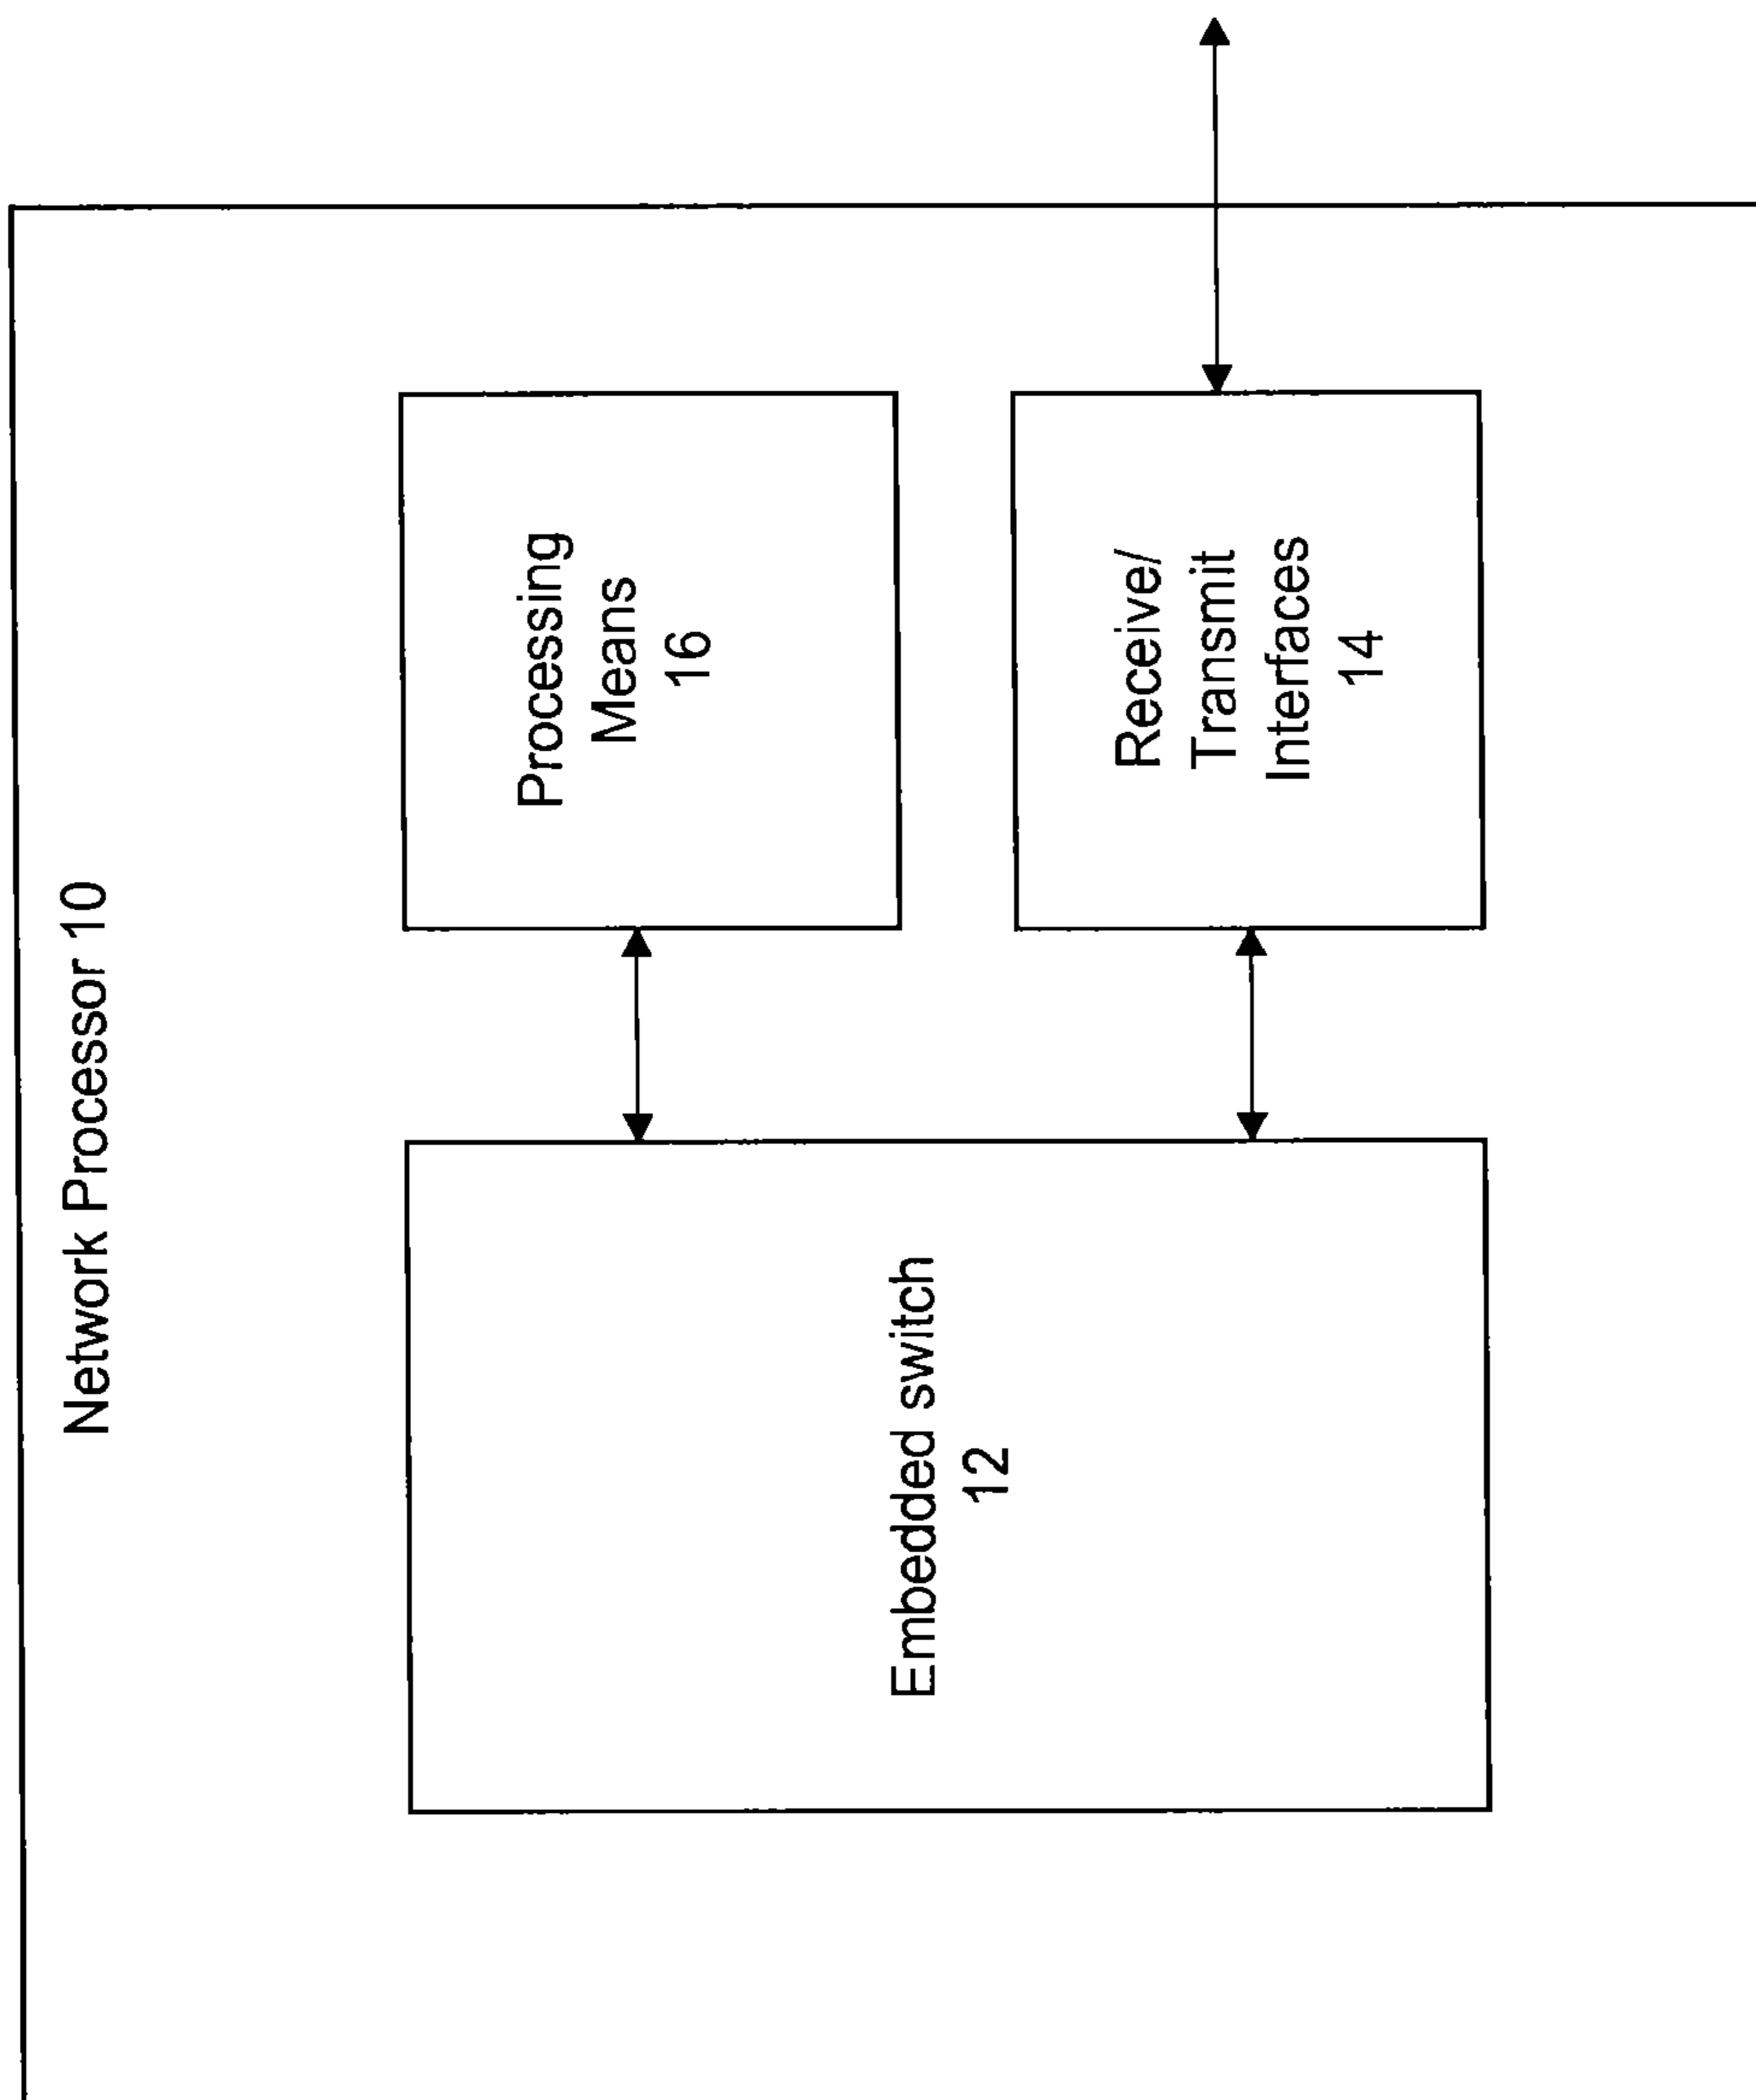 Network Processor 10
Embedded switch
12
Processing
Means
16
Receive/
Transmit
Interfaces
14